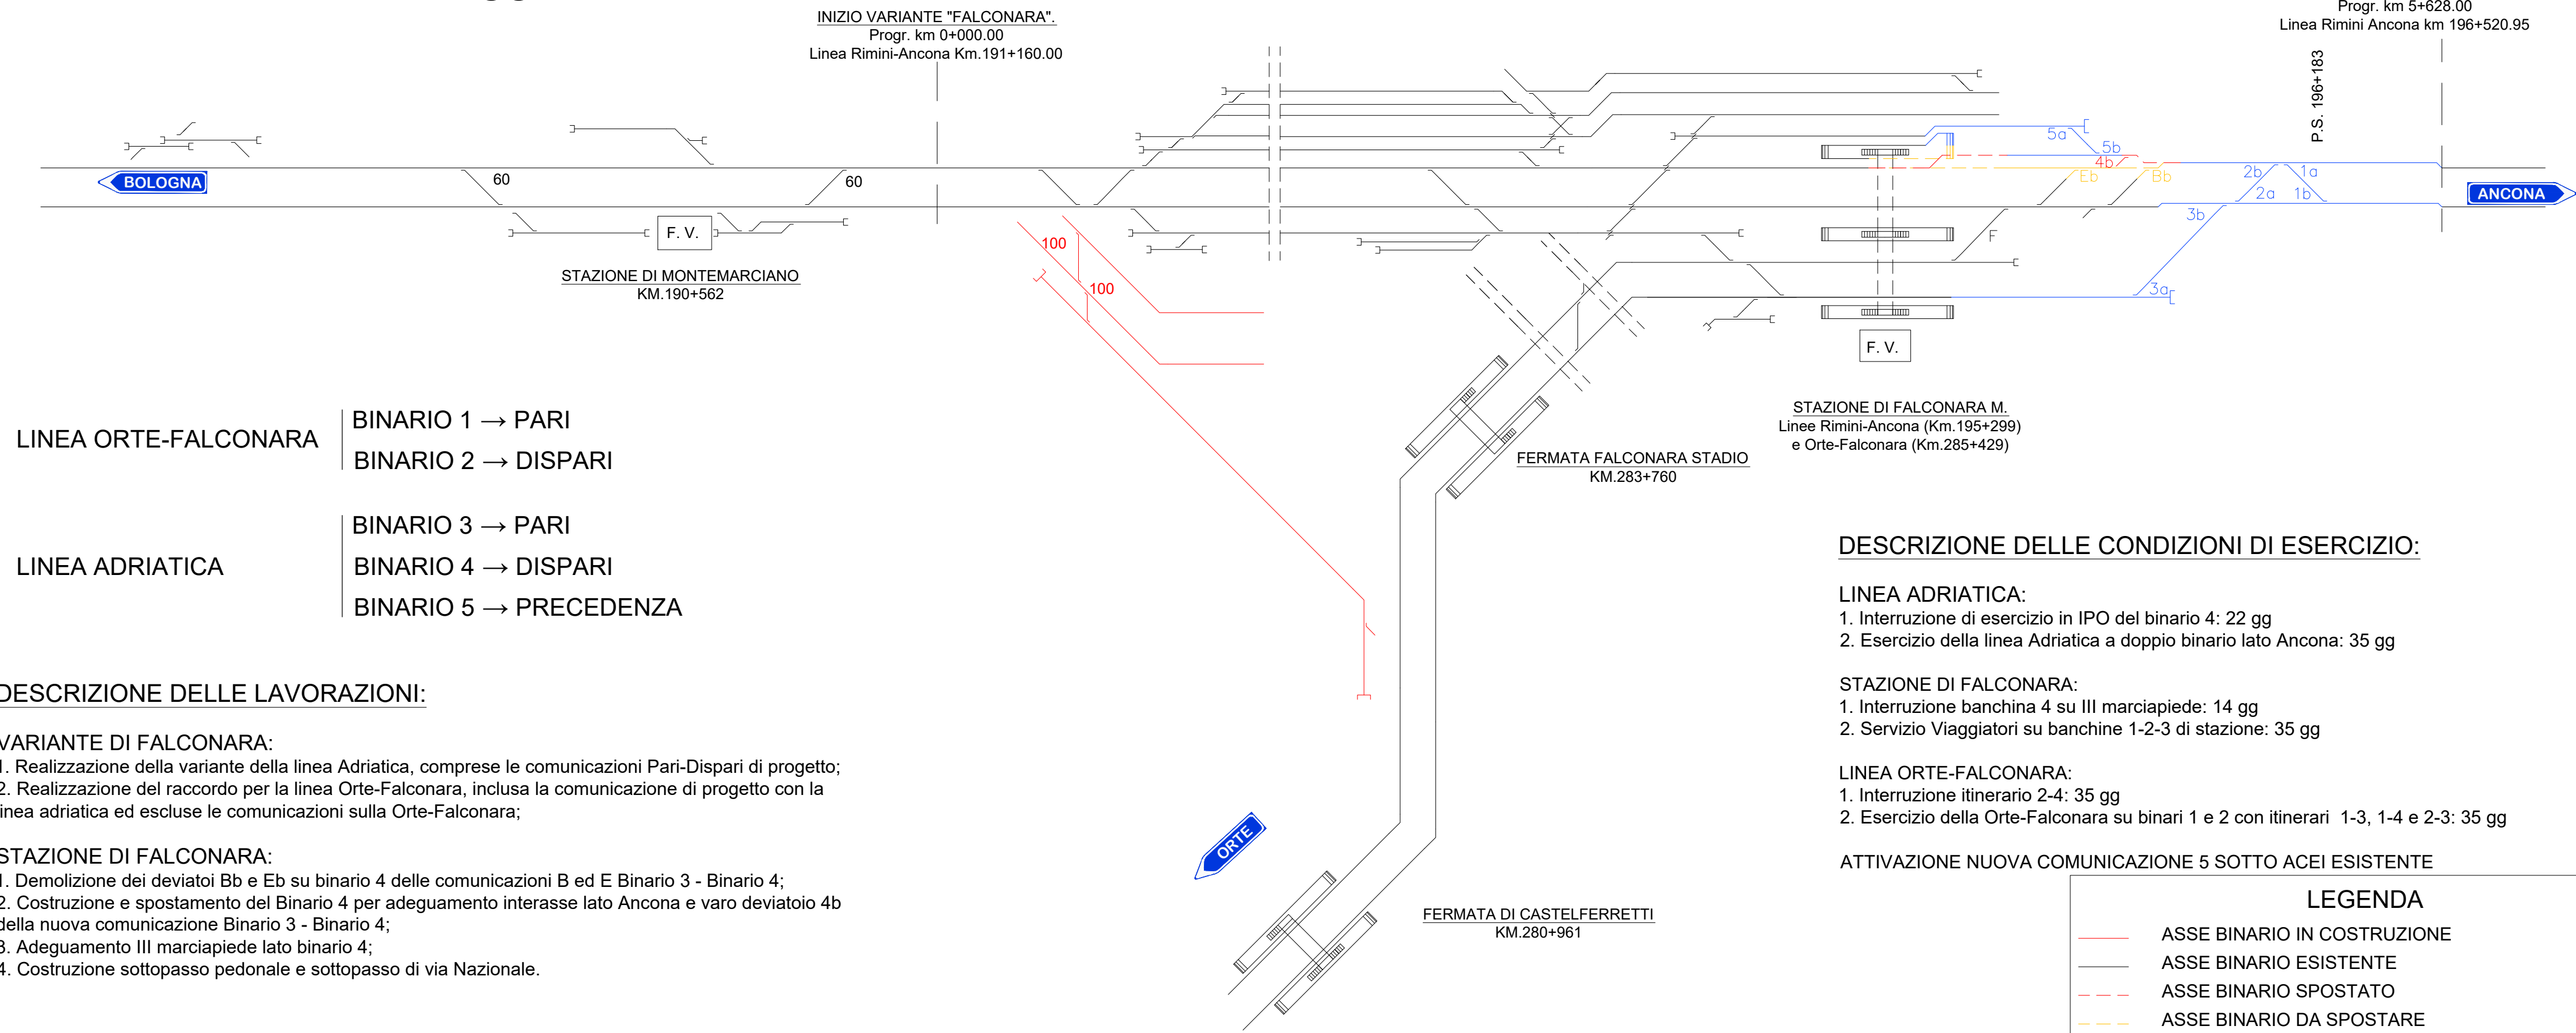 INIZIO VARIANTE "FALCONARA".
Progr. km 0+000.00
Linea Rimini-Ancona Km.191+160.00
Progr. km 5+628.00
Linea Rimini Ancona km 196+520.95
P.S. 196+183
BOLOGNA
60
60
F. V.
STAZIONE DI MONTEMARCIANO
KM.190+562
100
100
5a
5b
4b
Eb
Bb
2b
1a
2a
1b
3b
3a
F
ANCONA
F. V.
STAZIONE DI FALCONARA M.
Linee Rimini-Ancona (Km.195+299)
e Orte-Falconara (Km.285+429)
FERMATA FALCONARA STADIO
KM.283+760
LINEA ORTE-FALCONARA
BINARIO 1 → PARI
BINARIO 2 → DISPARI
LINEA ADRIATICA
BINARIO 3 → PARI
BINARIO 4 → DISPARI
BINARIO 5 → PRECEDENZA
DESCRIZIONE DELLE LAVORAZIONI:
VARIANTE DI FALCONARA:
1. Realizzazione della variante della linea Adriatica, comprese le comunicazioni Pari-Dispari di progetto;
2. Realizzazione del raccordo per la linea Orte-Falconara, inclusa la comunicazione di progetto con la
linea adriatica ed escluse le comunicazioni sulla Orte-Falconara;
STAZIONE DI FALCONARA:
1. Demolizione dei deviatoi Bb e Eb su binario 4 delle comunicazioni B ed E Binario 3 - Binario 4;
2. Costruzione e spostamento del Binario 4 per adeguamento interasse lato Ancona e varo deviatoio 4b
della nuova comunicazione Binario 3 - Binario 4;
3. Adeguamento III marciapiede lato binario 4;
4. Costruzione sottopasso pedonale e sottopasso di via Nazionale.
ORTE
FERMATA DI CASTELFERRETTI
KM.280+961
DESCRIZIONE DELLE CONDIZIONI DI ESERCIZIO:
LINEA ADRIATICA:
1. Interruzione di esercizio in IPO del binario 4: 22 gg
2. Esercizio della linea Adriatica a doppio binario lato Ancona: 35 gg
STAZIONE DI FALCONARA:
1. Interruzione banchina 4 su III marciapiede: 14 gg
2. Servizio Viaggiatori su banchine 1-2-3 di stazione: 35 gg
LINEA ORTE-FALCONARA:
1. Interruzione itinerario 2-4: 35 gg
2. Esercizio della Orte-Falconara su binari 1 e 2 con itinerari 1-3, 1-4 e 2-3: 35 gg
ATTIVAZIONE NUOVA COMUNICAZIONE 5 SOTTO ACEI ESISTENTE
LEGENDA
ASSE BINARIO IN COSTRUZIONE
ASSE BINARIO ESISTENTE
ASSE BINARIO SPOSTATO
ASSE BINARIO DA SPOSTARE